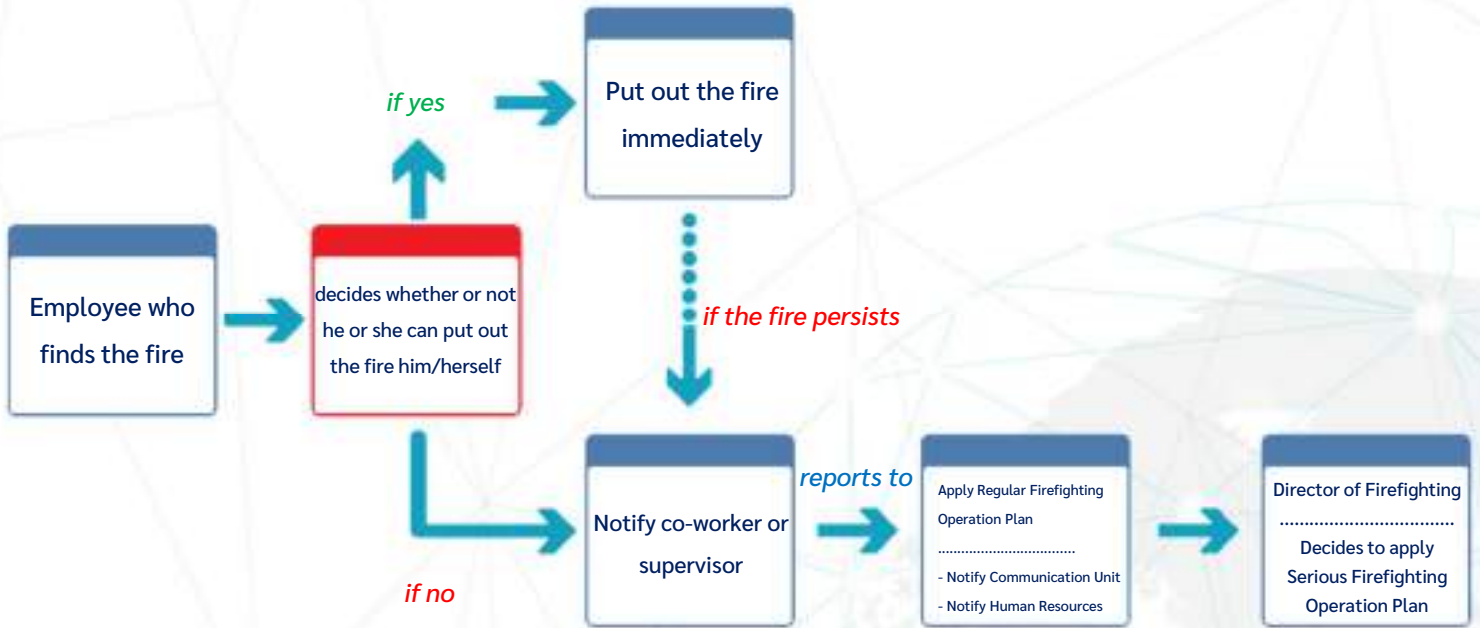 Employee who
finds the fire
decides whether or not
he or she can put out
the fire him/herself
if yes
Put out the fire
immediately
if the fire persists
if no
Notify co-worker or
supervisor
reports to
Apply Regular Firefighting
Operation Plan
...................................
- Notify Communication Unit
- Notify Human Resources
Director of Firefighting
...................................
Decides to apply
Serious Firefighting
Operation Plan